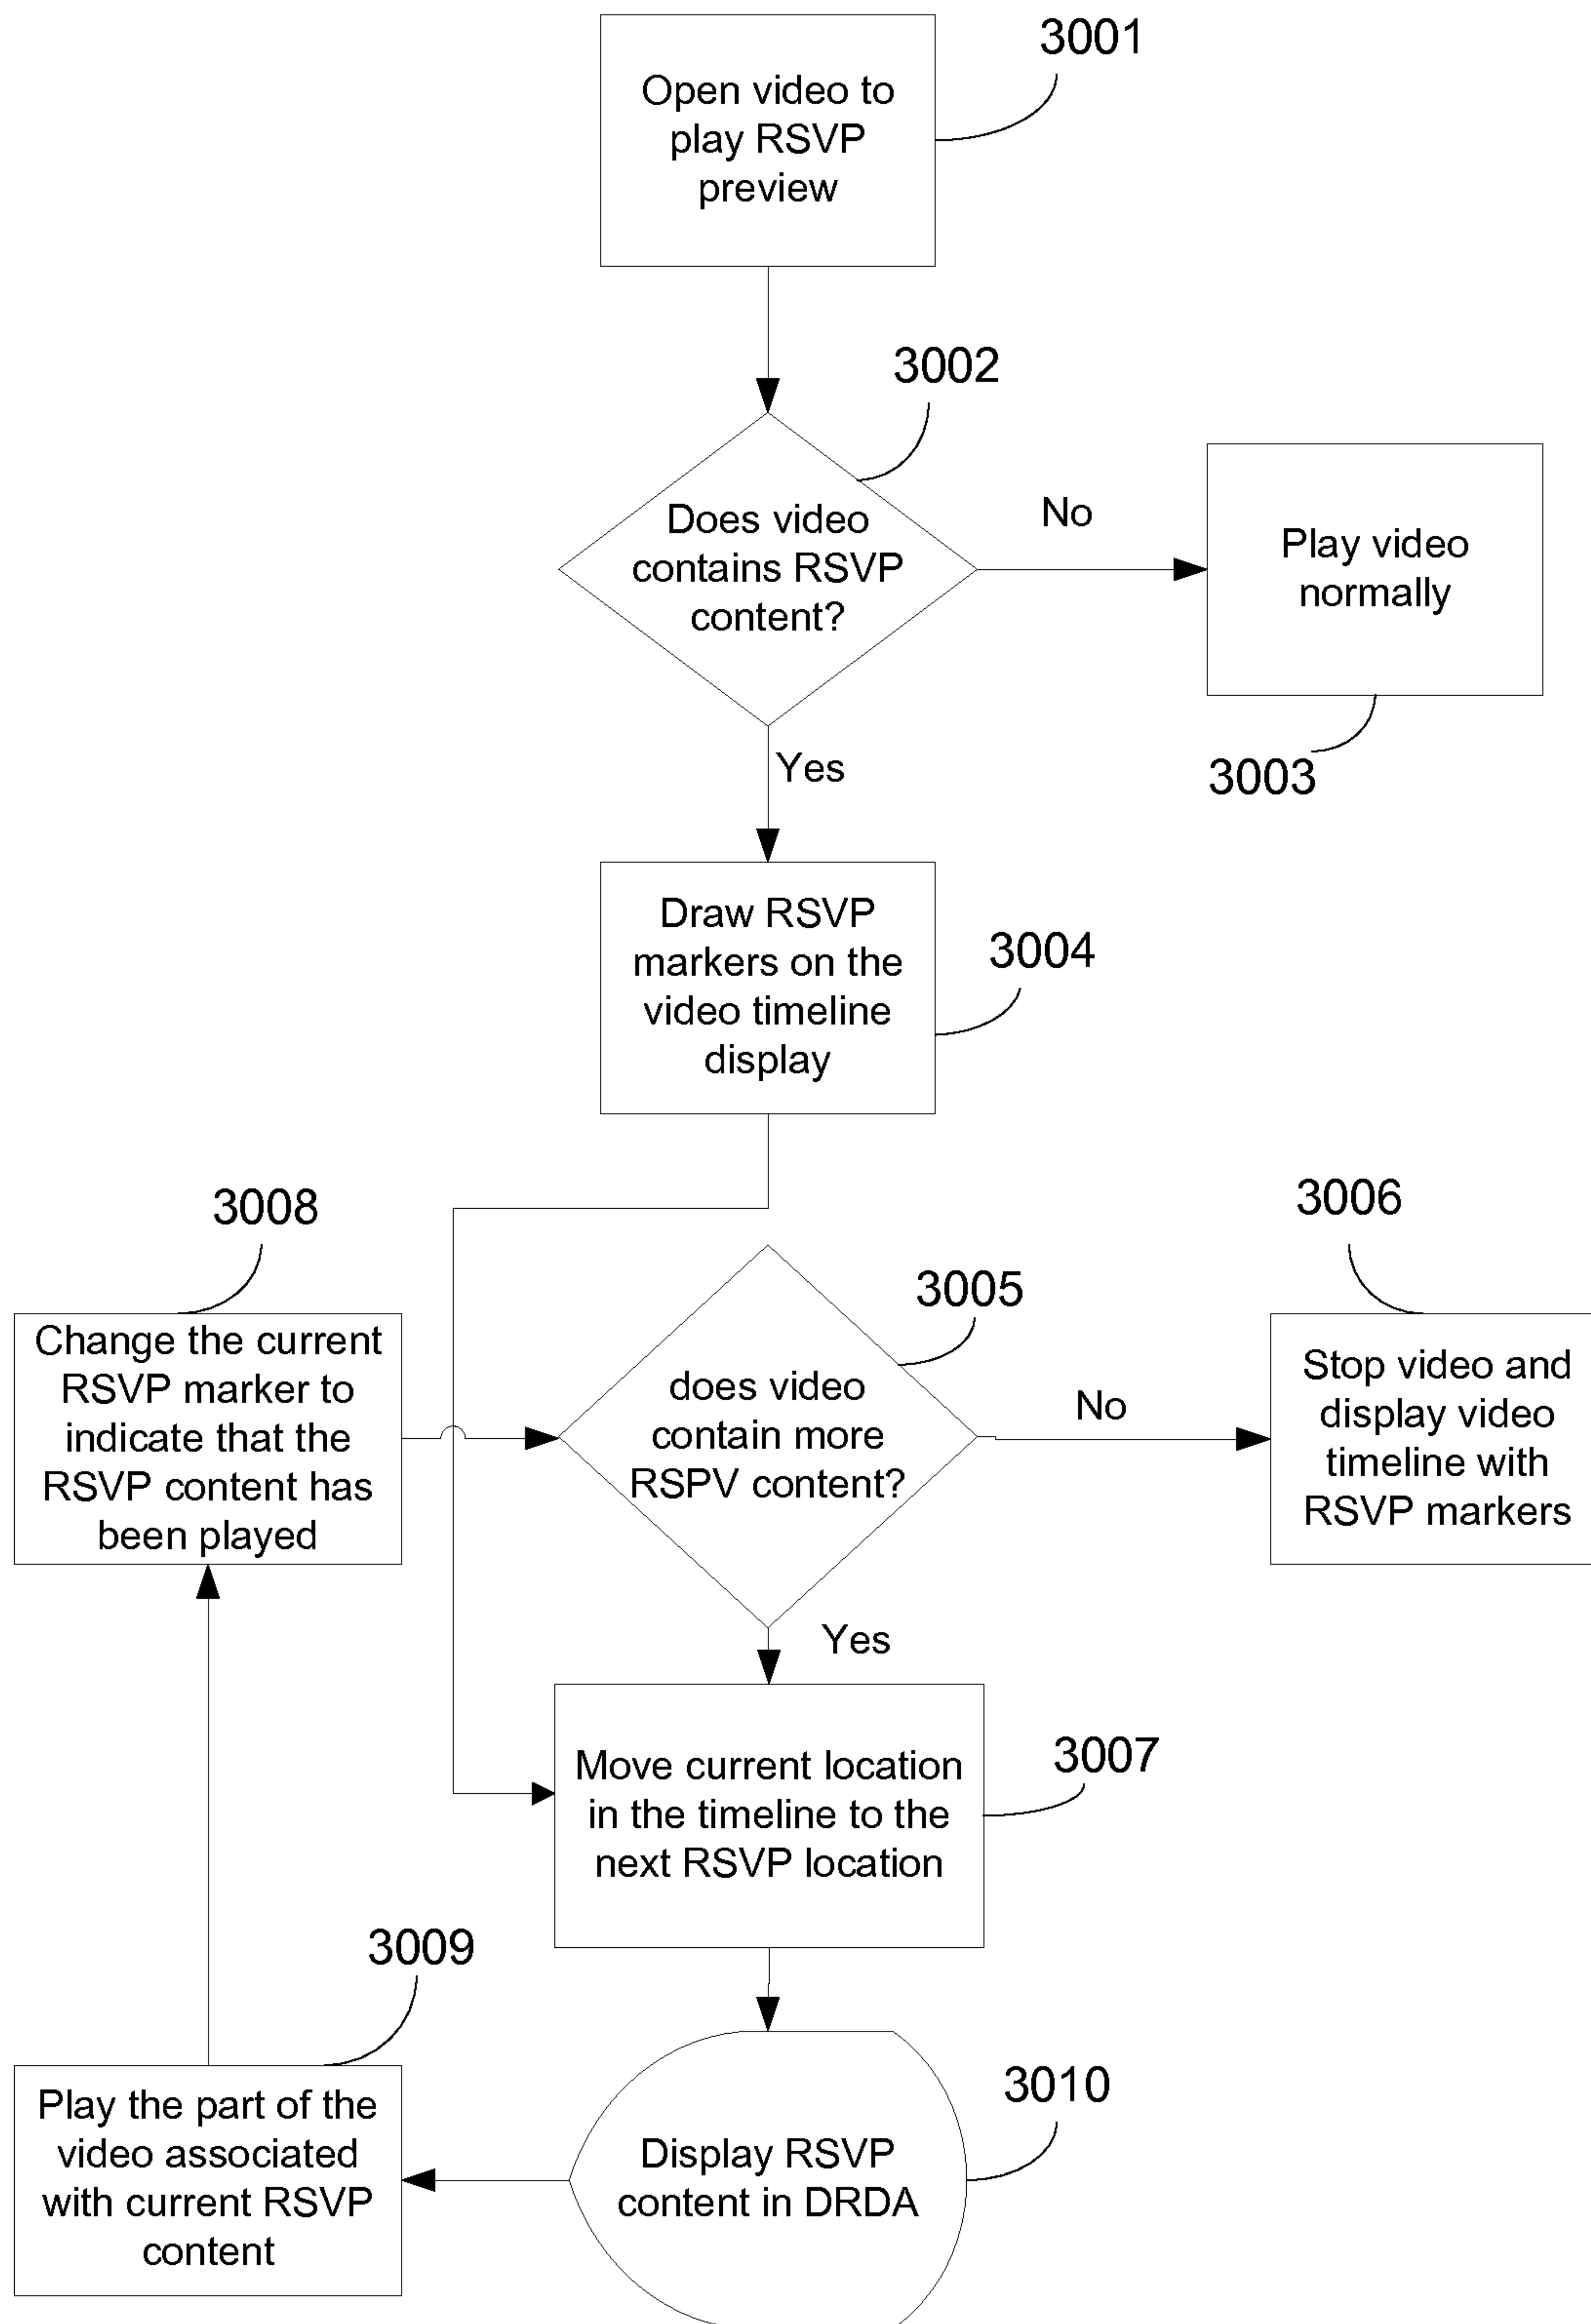 3001
Open video to
play RSVP
preview
3002
Does video
contains RSVP
content?
No
Play video
normally
3003
Yes
Draw RSVP
markers on the
video timeline
display
3004
3008
3006
3005
Change the current
RSVP marker to
indicate that the
RSVP content has
been played
does video
contain more
RSPV content?
No
Stop video and
display video
timeline with
RSVP markers
Yes
Move current location
in the timeline to the
next RSVP location
3007
3009
3010
Play the part of the
video associated
with current RSVP
content
Display RSVP
content in DRDA